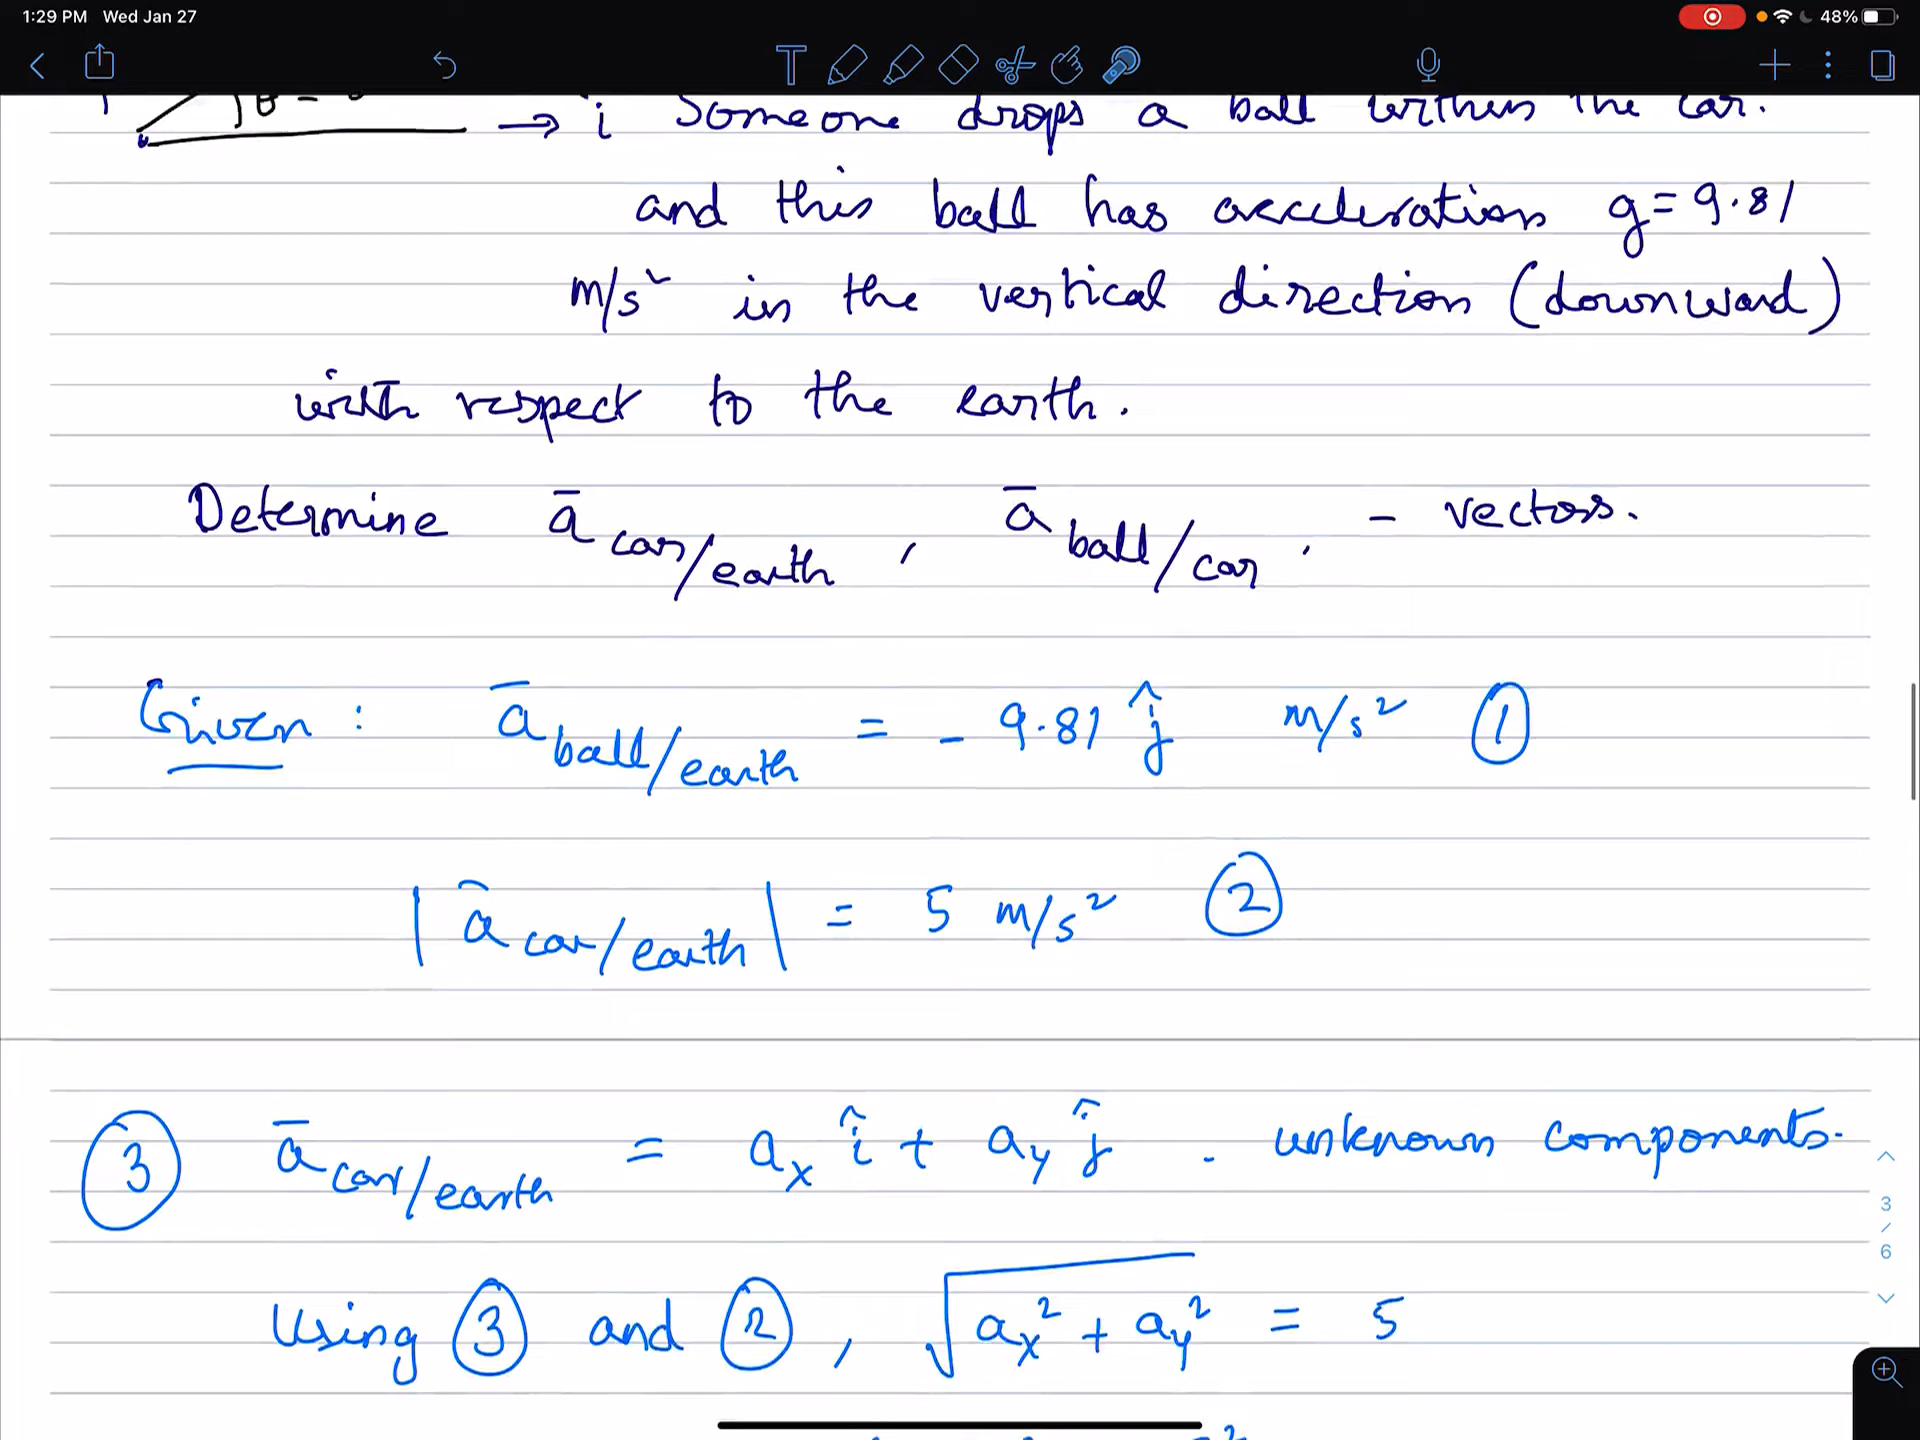 1:29 PM Wed Jan 27
48%
θ =
→ i Someone drops a ball within the car.
and this ball has acceleration g = 9.81
m/s² in the vertical direction (downward)
with respect to the earth.
Determine ā car/earth , ā ball/car . - vectors.
Given : ā ball/earth = - 9.81 ĵ m/s² ①
|ā car/earth| = 5 m/s² ②
③ ā car/earth = aₓ î + a_y ĵ . unknown components.
3
/
6
Using ③ and ②, √(aₓ² + a_y²) = 5